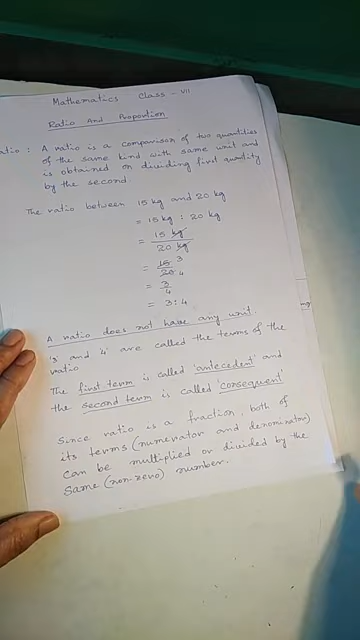 Mathematics Class - VII
Ratio And Proportion
atio : A ratio is a comparison of two quantities
of the same kind with same unit and
is obtained on dividing first quantity
by the second.
The ratio between 15 kg and 20 kg
= 15 kg : 20 kg
= 15 kg / 20 kg
= 15 3 / 20 4
= 3 / 4
= 3 : 4
A ratio does not have any unit.
'3' and '4' are called the terms of the
ratio
The first term is called 'antecedent' and
the second term is called 'consequent'
Since ratio is a fraction, both of
its terms (numerator and denominator)
can be multiplied or divided by the
same (non-zero) number.